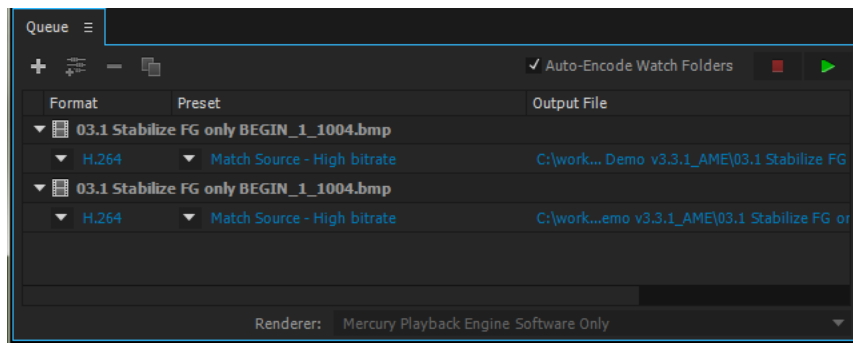 Queue
Auto-Encode Watch Folders
Format Preset Output File
03.1 Stabilize FG only BEGIN_1_1004.bmp
H.264 Match Source - High bitrate C:\work... Demo v3.3.1_AME\03.1 Stabilize FG
03.1 Stabilize FG only BEGIN_1_1004.bmp
H.264 Match Source - High bitrate C:\work...emo v3.3.1_AME\03.1 Stabilize FG or
Renderer: Mercury Playback Engine Software Only